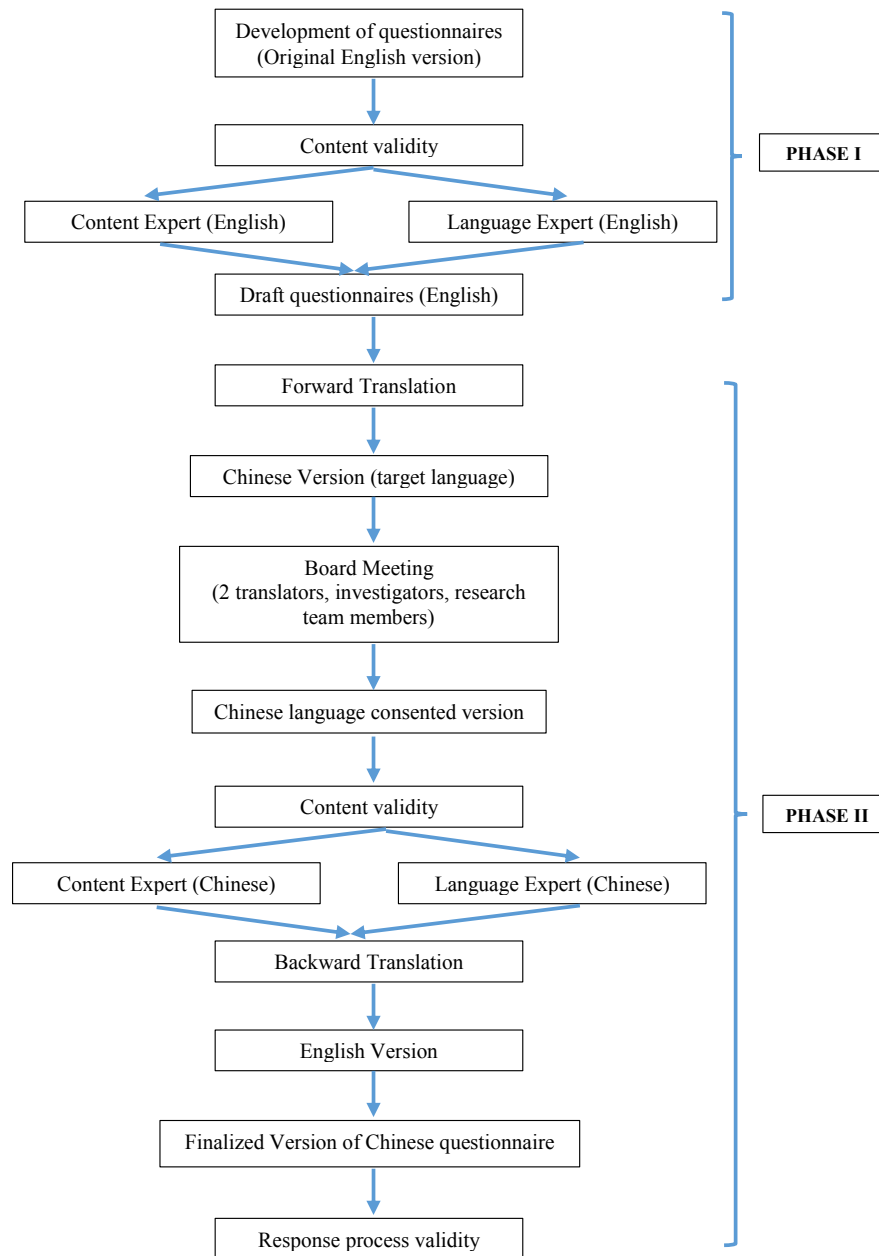 Development of questionnaires
(Original English version)
Content validity
PHASE I
Content Expert (English)
Language Expert (English)
Draft questionnaires (English)
Forward Translation
Chinese Version (target language)
Board Meeting
(2 translators, investigators, research
team members)
Chinese language consented version
Content validity
PHASE II
Content Expert (Chinese)
Language Expert (Chinese)
Backward Translation
English Version
Finalized Version of Chinese questionnaire
Response process validity